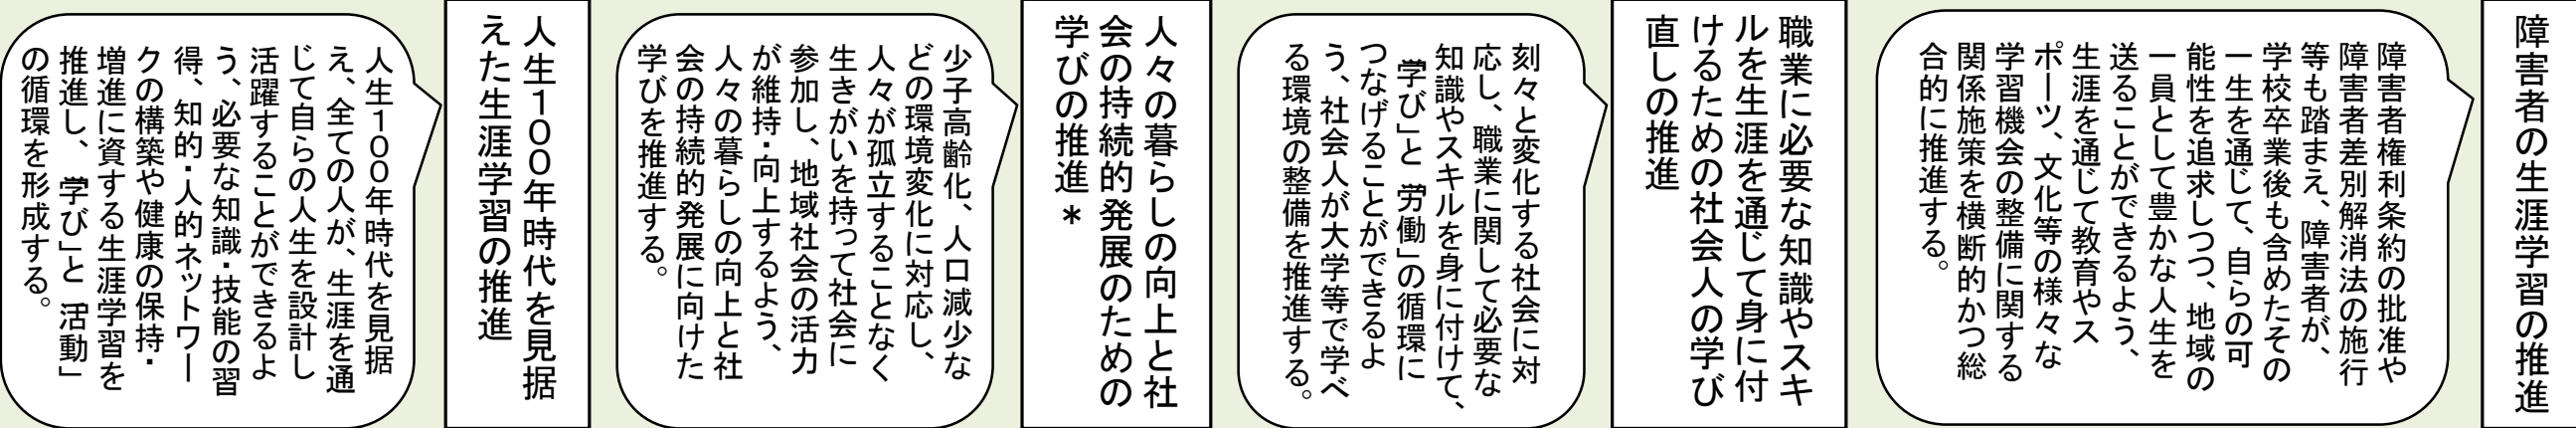 障害者の生涯学習の推進
障害者権利条約の批准や
障害者差別解消法の施行
等も踏まえ、障害者が、
学校卒業後も含めたその
一生を通じて、自らの可
能性を追求しつつ、地域の
一員として豊かな人生を
送ることができるよう、
生涯を通じて教育やス
ポーツ、文化等の様々な
学習機会の整備に関する
関係施策を横断的かつ総
合的に推進する。
職業に必要な知識やスキ
ルを生涯を通じて身に付
けるための社会人の学び
直しの推進
刻々と変化する社会に対
応し、職業に関して必要な
知識やスキルを身に付けて、
「学び」と「労働」の循環に
つなげることができるよ
う、社会人が大学等で学べ
る環境の整備を推進する。
人々の暮らしの向上と社
会の持続的発展のための
学びの推進*
少子高齢化、人口減少な
どの環境変化に対応し、
人々が孤立することなく
生きがいを持って社会に
参加し、地域社会の活力
が維持・向上するよう、
人々の暮らしの向上と社
会の持続的発展に向けた
学びを推進する。
人生100年時代を見据
えた生涯学習の推進
人生100年時代を見据
え、全ての人が、生涯を通
じて自らの人生を設計し
活躍することができるよ
う、必要な知識・技能の習
得、知的・人的ネットワー
クの構築や健康の保持・
増進に資する生涯学習を
推進し、「学び」と「活動」
の循環を形成する。